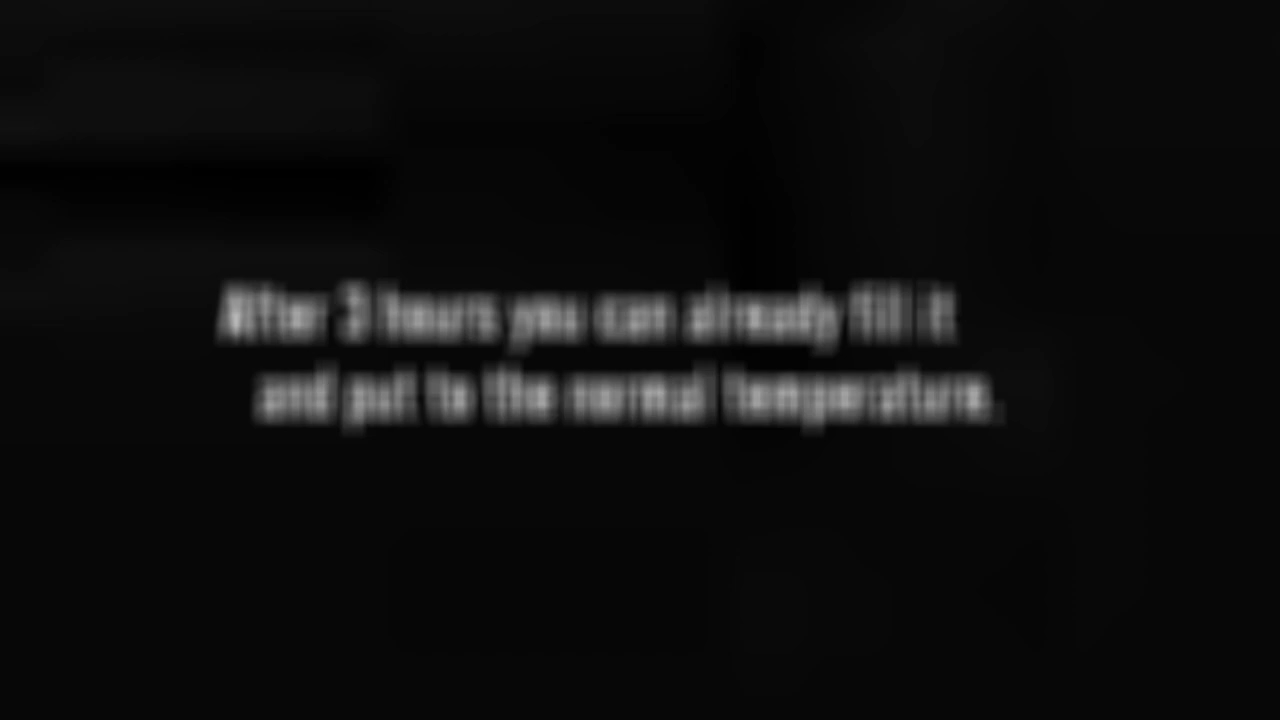 After 3 hours you can already fill it
and put to the normal temperature.